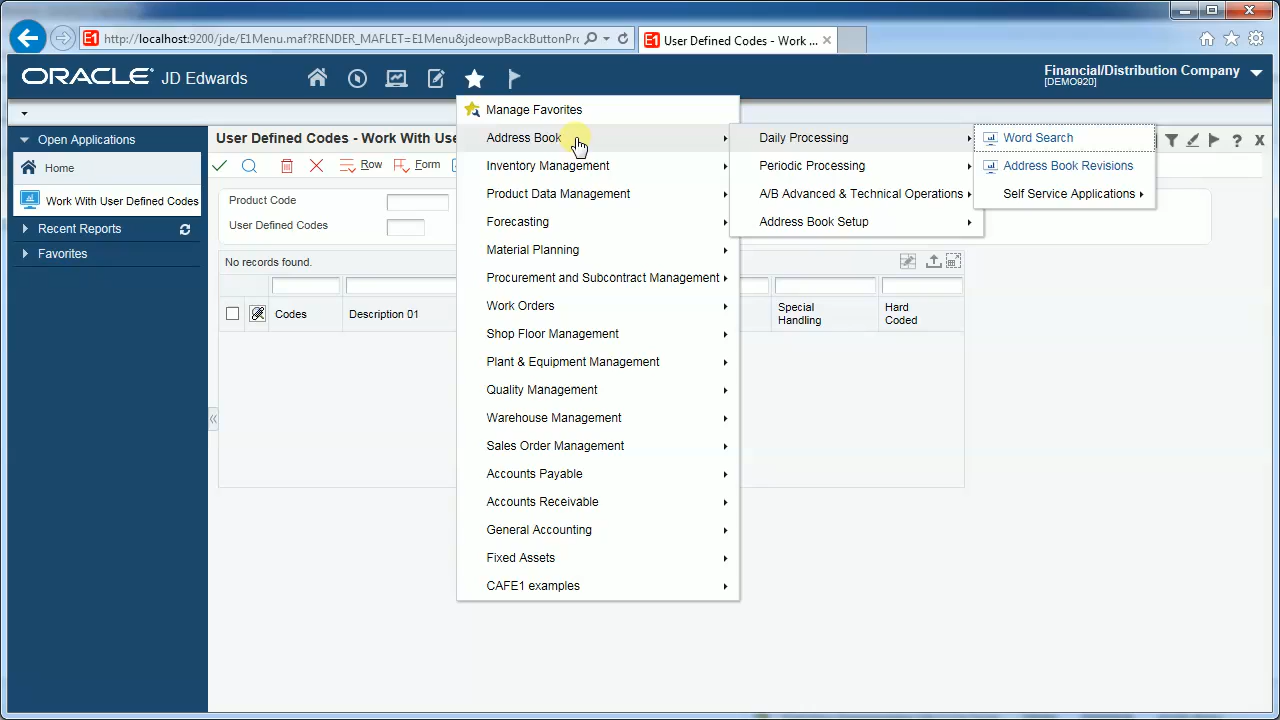 http://localhost:9200/jde/E1Menu.maf?RENDER_MAFLET=E1Menu&jdeowpBackButtonPro
E1
User Defined Codes - Work ...
ORACLE JD Edwards
Financial/Distribution Company
[DEMO920]
Open Applications
Home
Work With User Defined Codes
Recent Reports
Favorites
User Defined Codes - Work With Use
Row
Form
Product Code
User Defined Codes
No records found.
Codes
Description 01
Special
Handling
Hard
Coded
Manage Favorites
Address Book
Inventory Management
Product Data Management
Forecasting
Material Planning
Procurement and Subcontract Management
Work Orders
Shop Floor Management
Plant & Equipment Management
Quality Management
Warehouse Management
Sales Order Management
Accounts Payable
Accounts Receivable
General Accounting
Fixed Assets
CAFE1 examples
Daily Processing
Periodic Processing
A/B Advanced & Technical Operations
Address Book Setup
Word Search
Address Book Revisions
Self Service Applications